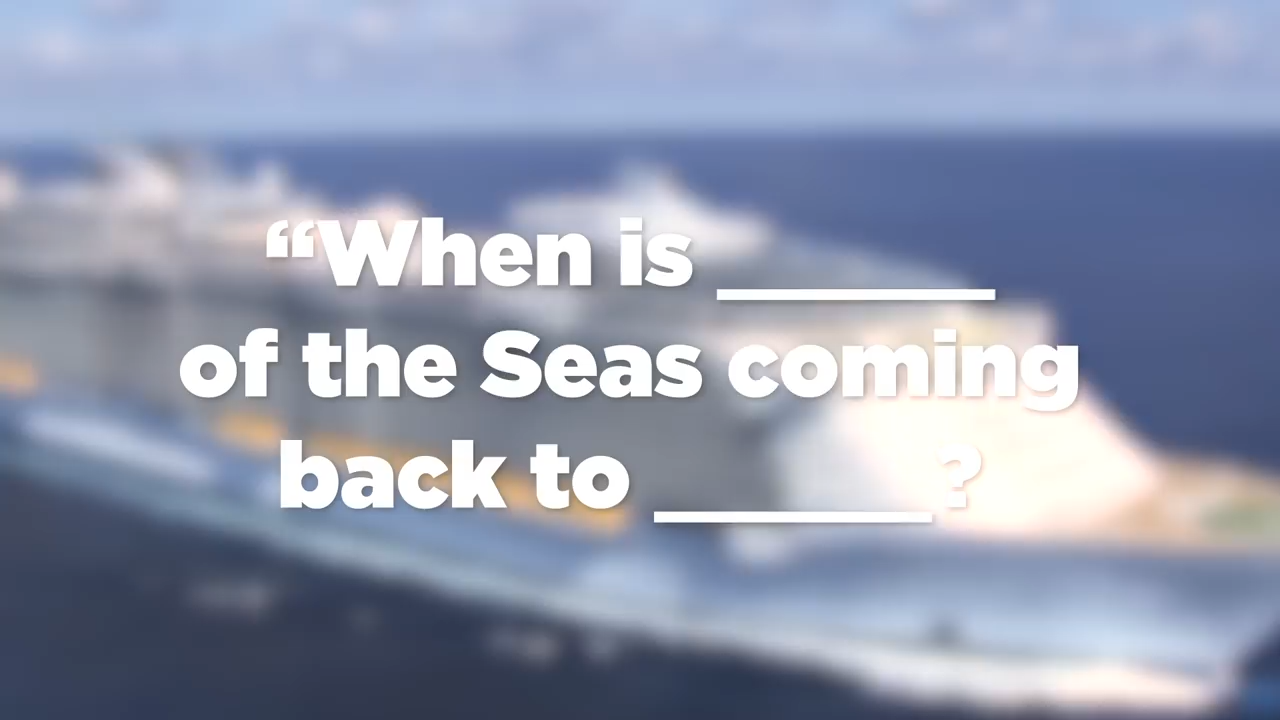 “When is ______
of the Seas coming
back to ______?